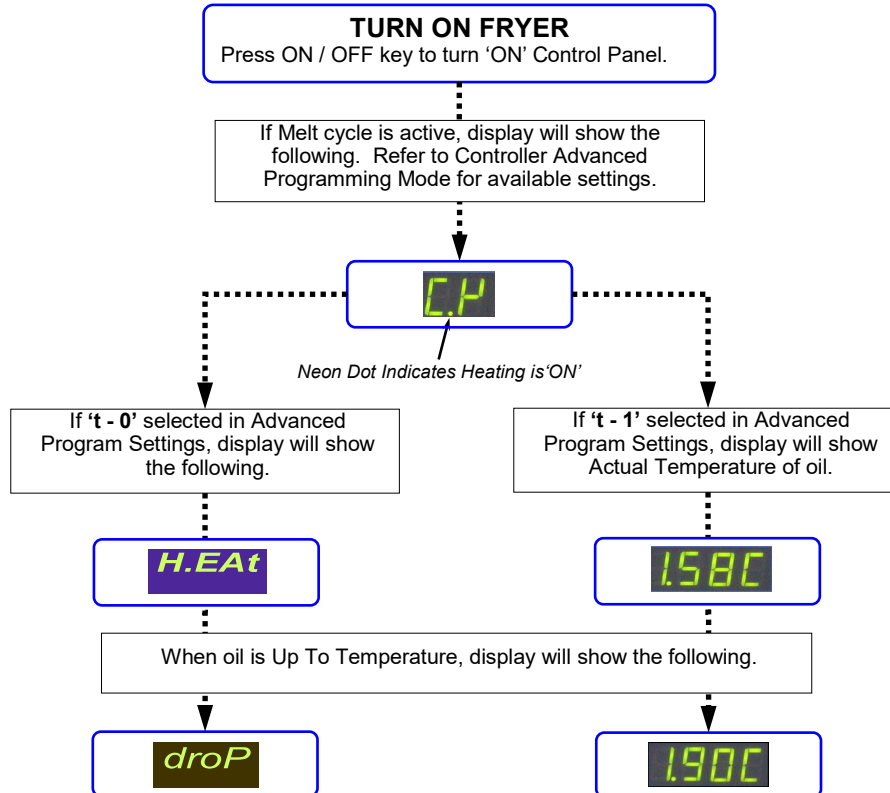 TURN ON FRYER
Press ON / OFF key to turn ‘ON’ Control Panel.
If Melt cycle is active, display will show the
following. Refer to Controller Advanced
Programming Mode for available settings.
C.Y
Neon Dot Indicates Heating is‘ON’
If ‘t - 0’ selected in Advanced
Program Settings, display will show
the following.
If ‘t - 1’ selected in Advanced
Program Settings, display will show
Actual Temperature of oil.
H.EAt
1.58C
When oil is Up To Temperature, display will show the following.
droP
1.90C